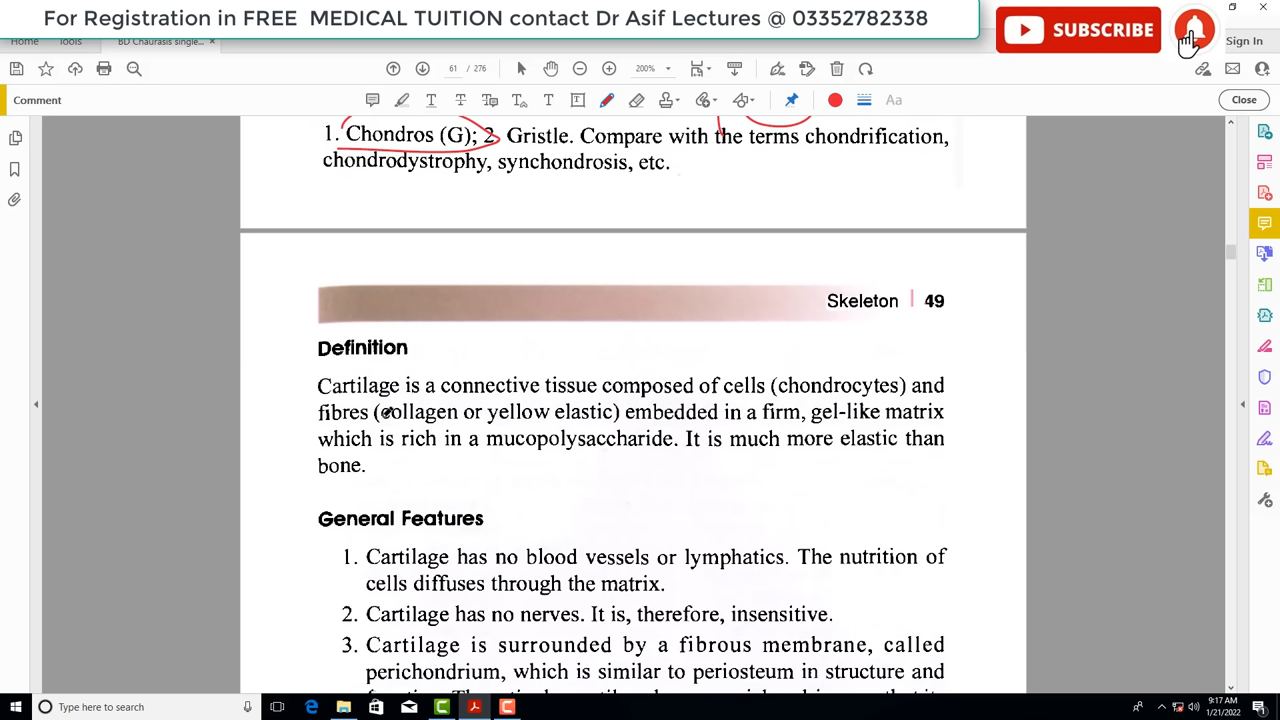 For Registration in FREE MEDICAL TUITION contact Dr Asif Lectures @ 03352782338
SUBSCRIBE
Home Tools BD Chaurasis single... × Sign In
61 / 276 200%
Comment Aa Close
1. Chondros (G); 2 Gristle. Compare with the terms chondrification,
chondrodystrophy, synchondrosis, etc.
Skeleton 49
Definition
Cartilage is a connective tissue composed of cells (chondrocytes) and
fibres (collagen or yellow elastic) embedded in a firm, gel-like matrix
which is rich in a mucopolysaccharide. It is much more elastic than
bone.
General Features
1. Cartilage has no blood vessels or lymphatics. The nutrition of
cells diffuses through the matrix.
2. Cartilage has no nerves. It is, therefore, insensitive.
3. Cartilage is surrounded by a fibrous membrane, called
perichondrium, which is similar to periosteum in structure and
Type here to search
9:17 AM
1/21/2022